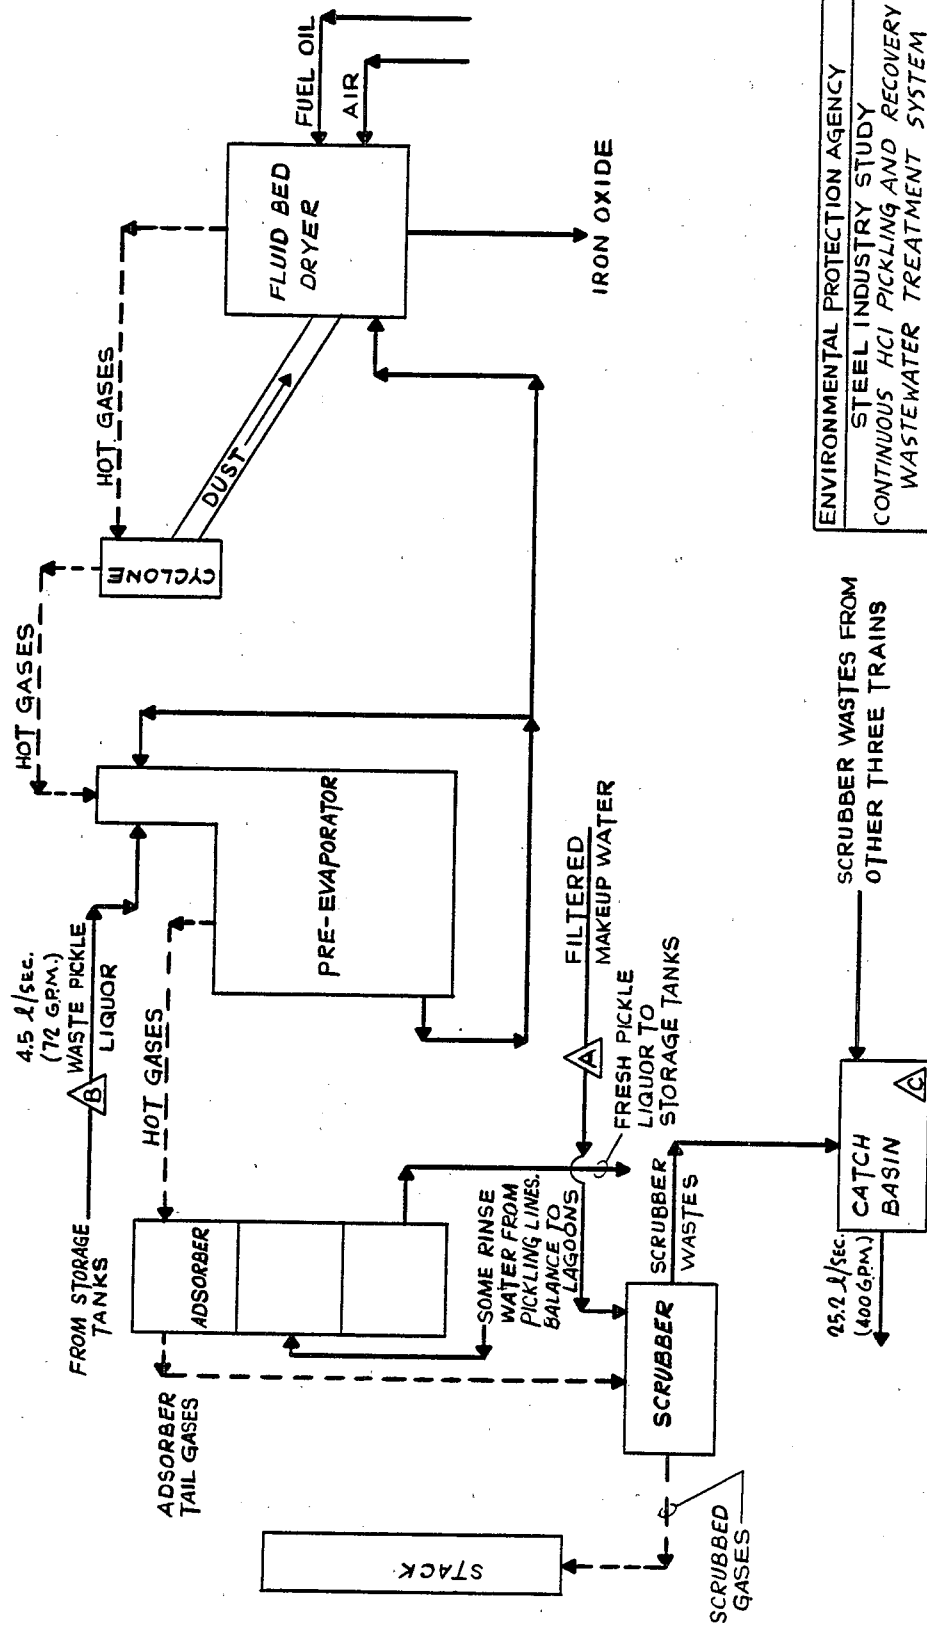 FUEL OIL
AIR
FLUID BED
DRYER
IRON OXIDE
HOT GASES
DUST
CYCLONE
HOT GASES
4.5 l/SEC.
(72 G.P.M.)
WASTE PICKLE
LIQUOR
B
FROM STORAGE
TANKS
PRE-EVAPORATOR
HOT GASES
ADSORBER
ADSORBER
TAIL GASES
SOME RINSE
WATER FROM
PICKLING LINES.
BALANCE TO
LAGOONS
FILTERED
MAKEUP WATER
A
FRESH PICKLE
LIQUOR TO
STORAGE TANKS
SCRUBBER
SCRUBBER
WASTES
STACK
SCRUBBED
GASES
SCRUBBER WASTES FROM
OTHER THREE TRAINS
CATCH
BASIN
C
25.2 l/SEC.
(400 G.P.M.)
ENVIRONMENTAL PROTECTION AGENCY
STEEL INDUSTRY STUDY
CONTINUOUS HCl PICKLING AND RECOVERY
WASTEWATER TREATMENT SYSTEM